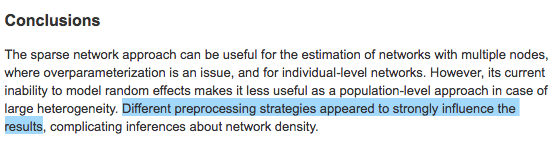 Conclusions
The sparse network approach can be useful for the estimation of networks with multiple nodes,
where overparameterization is an issue, and for individual-level networks. However, its current
inability to model random effects makes it less useful as a population-level approach in case of
large heterogeneity. Different preprocessing strategies appeared to strongly influence the
results, complicating inferences about network density.